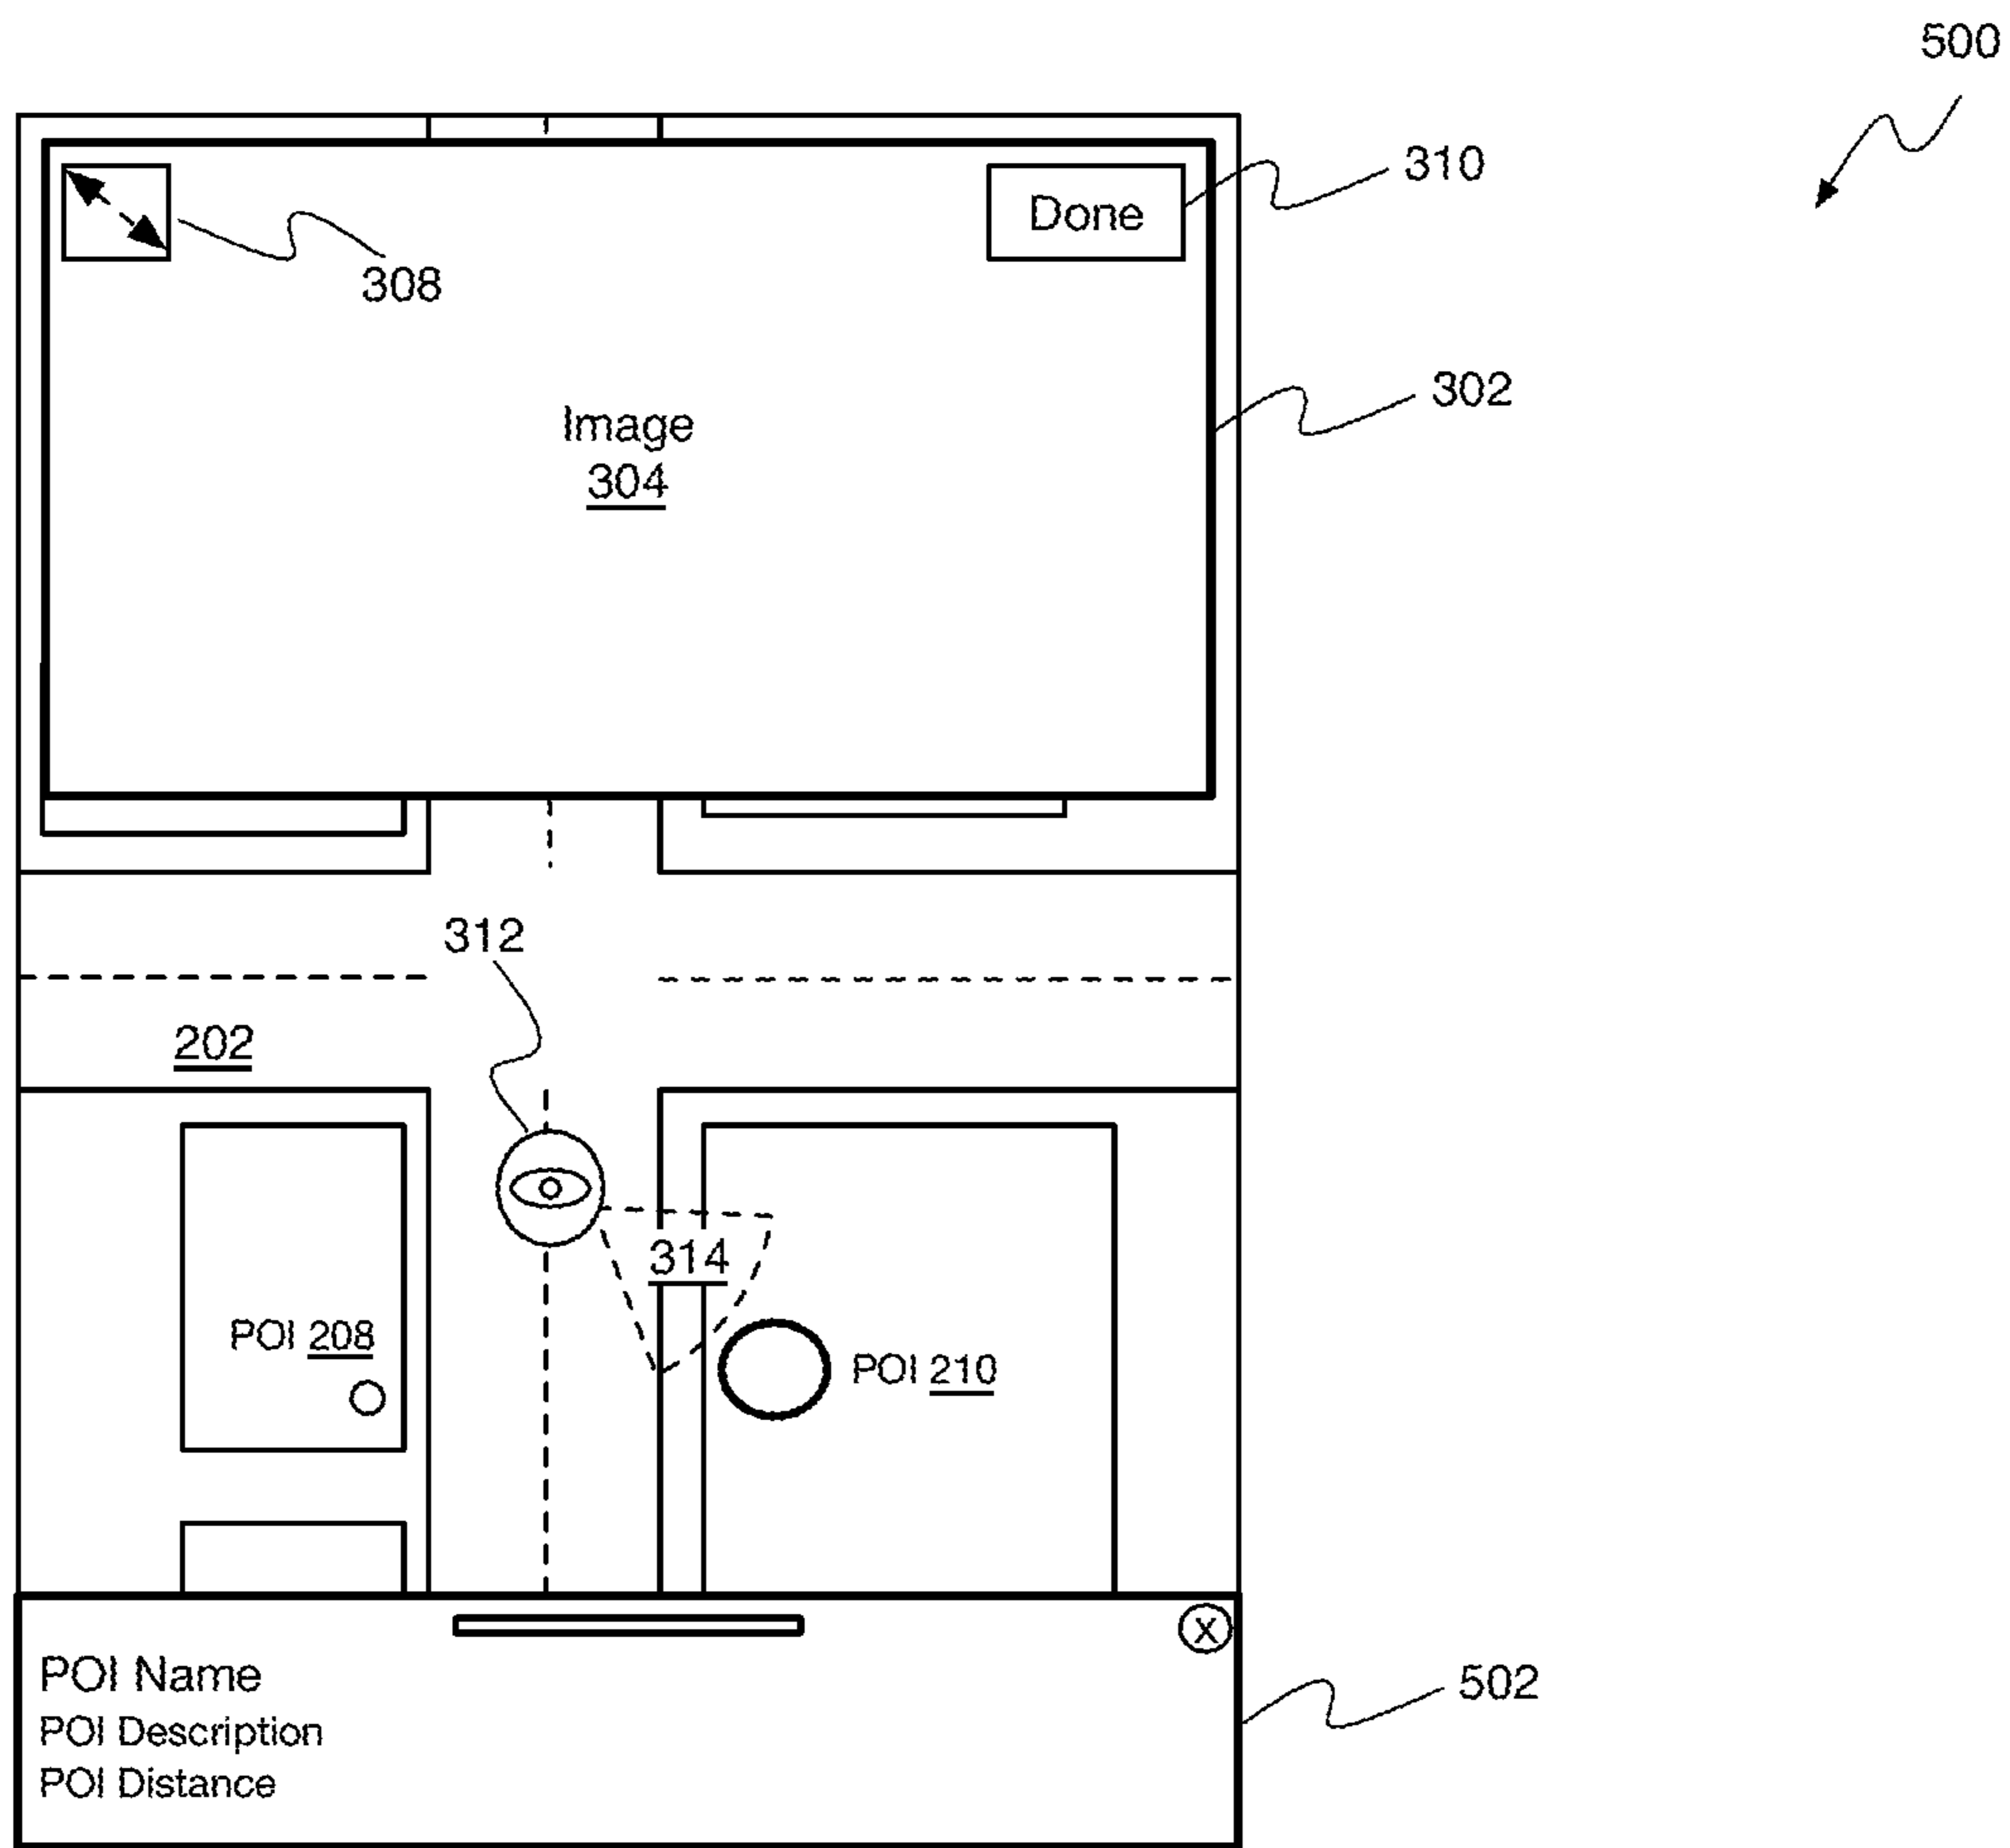 500
310
Done
308
302
Image
304
312
202
314
POI 208
POI 210
X
POI Name
502
POI Description
POI Distance